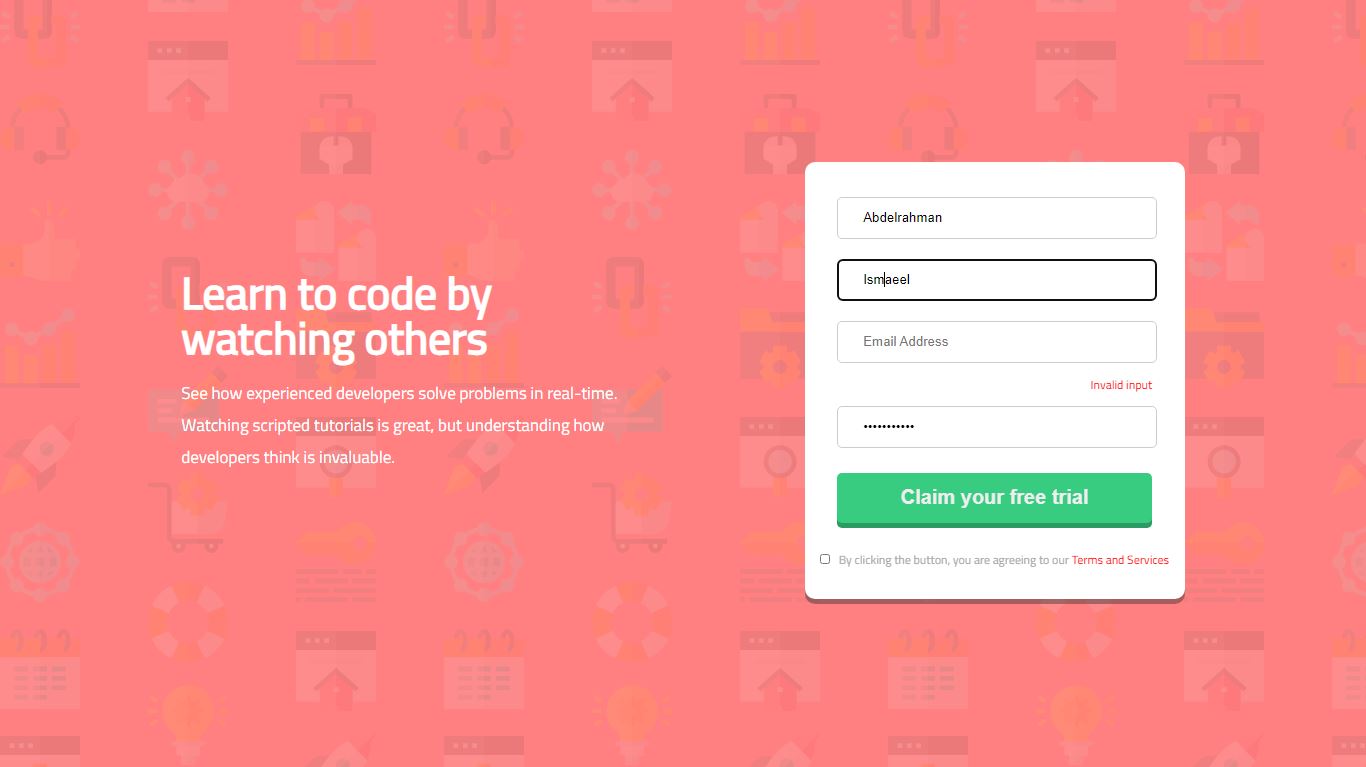 Learn to code by
watching others
See how experienced developers solve problems in real-time.
Watching scripted tutorials is great, but understanding how
developers think is invaluable.
Abdelrahman
Ismaeel
Email Address
Invalid input
•••••••••••
Claim your free trial
By clicking the button, you are agreeing to our Terms and Services